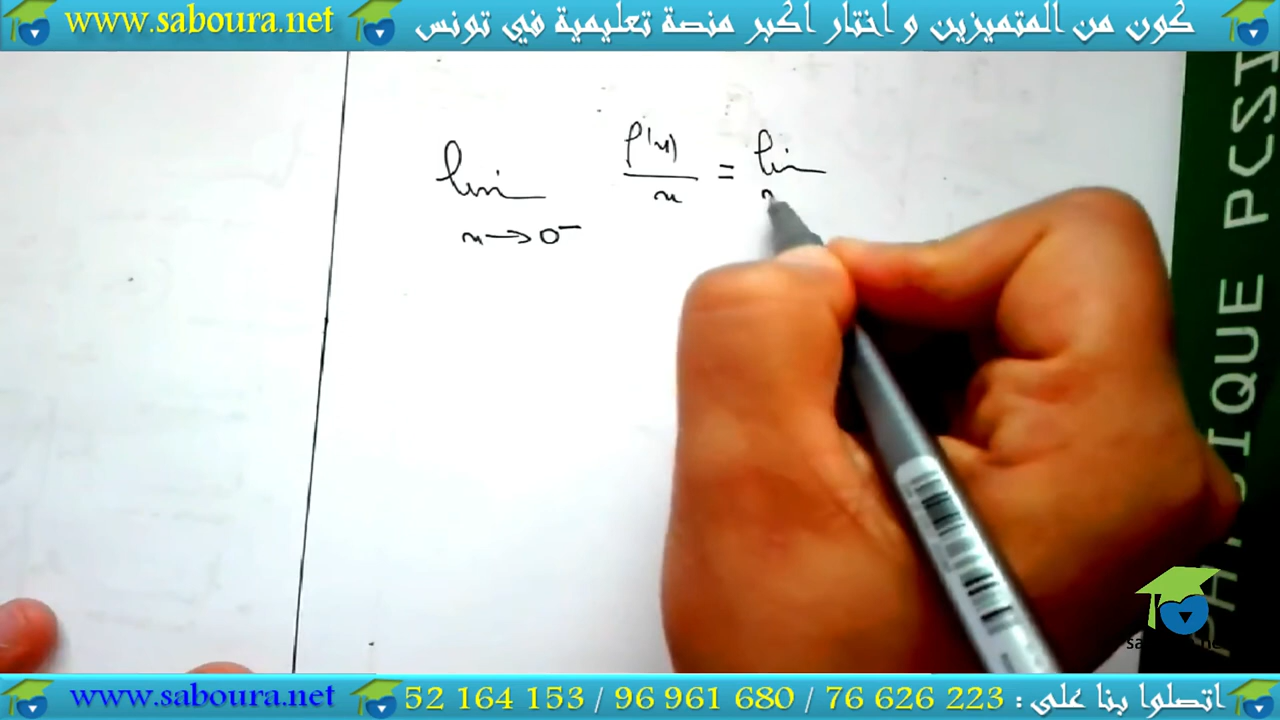 www.saboura.net كون من المتميزين و اختار اكبر منصة تعليمية في تونس
lim f'(x)/x = lim
x→0⁻ x
PHYSIQUE PCSI
www.saboura.net 52 164 153 / 96 961 680 / 76 626 223 : اتصلوا بنا على